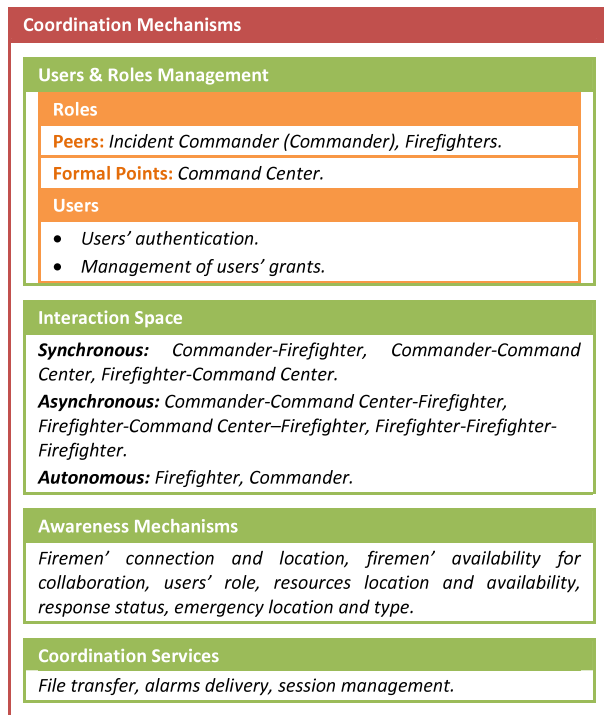 Coordination Mechanisms
Users & Roles Management
Roles
Peers: Incident Commander (Commander), Firefighters.
Formal Points: Command Center.
Users
• Users’ authentication.
• Management of users’ grants.
Interaction Space
Synchronous: Commander-Firefighter, Commander-Command
Center, Firefighter-Command Center.
Asynchronous: Commander-Command Center-Firefighter,
Firefighter-Command Center–Firefighter, Firefighter-Firefighter-
Firefighter.
Autonomous: Firefighter, Commander.
Awareness Mechanisms
Firemen’ connection and location, firemen’ availability for
collaboration, users’ role, resources location and availability,
response status, emergency location and type.
Coordination Services
File transfer, alarms delivery, session management.